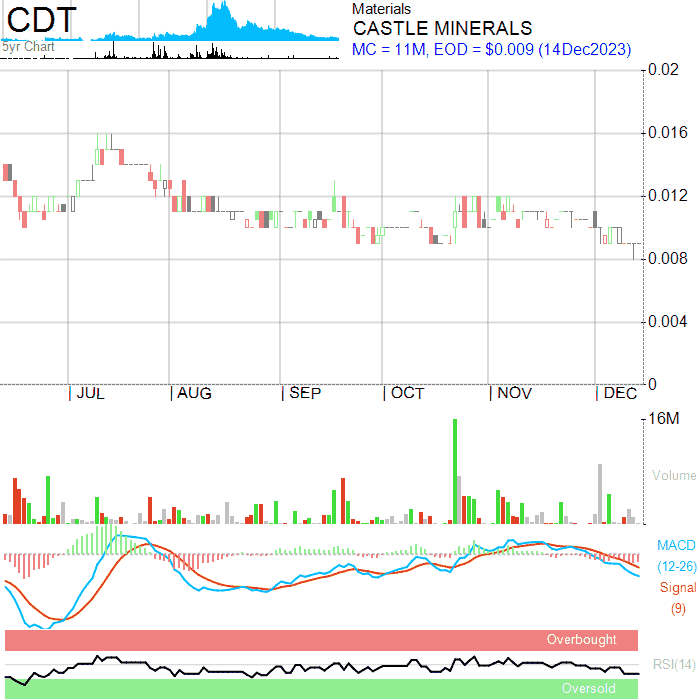 CDT
5yr Chart
Materials
CASTLE MINERALS
MC = 11M, EOD = $0.009 (14Dec2023)
0.02
0.016
0.012
0.008
0.004
0
JUL AUG SEP OCT NOV DEC
16M
Volume
MACD
(12-26)
Signal
(9)
Overbought
RSI(14)
Oversold